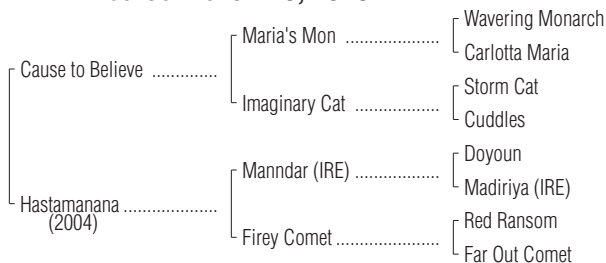 Wavering Monarch
Maria's Mon ....................
Carlotta Maria
Cause to Believe ..............
Storm Cat
Imaginary Cat ..................
Cuddles
Doyoun
Manndar (IRE) ..................
Madiriya (IRE)
Hastamanana ....................
(2004)
Red Ransom
Firey Comet ......................
Far Out Comet